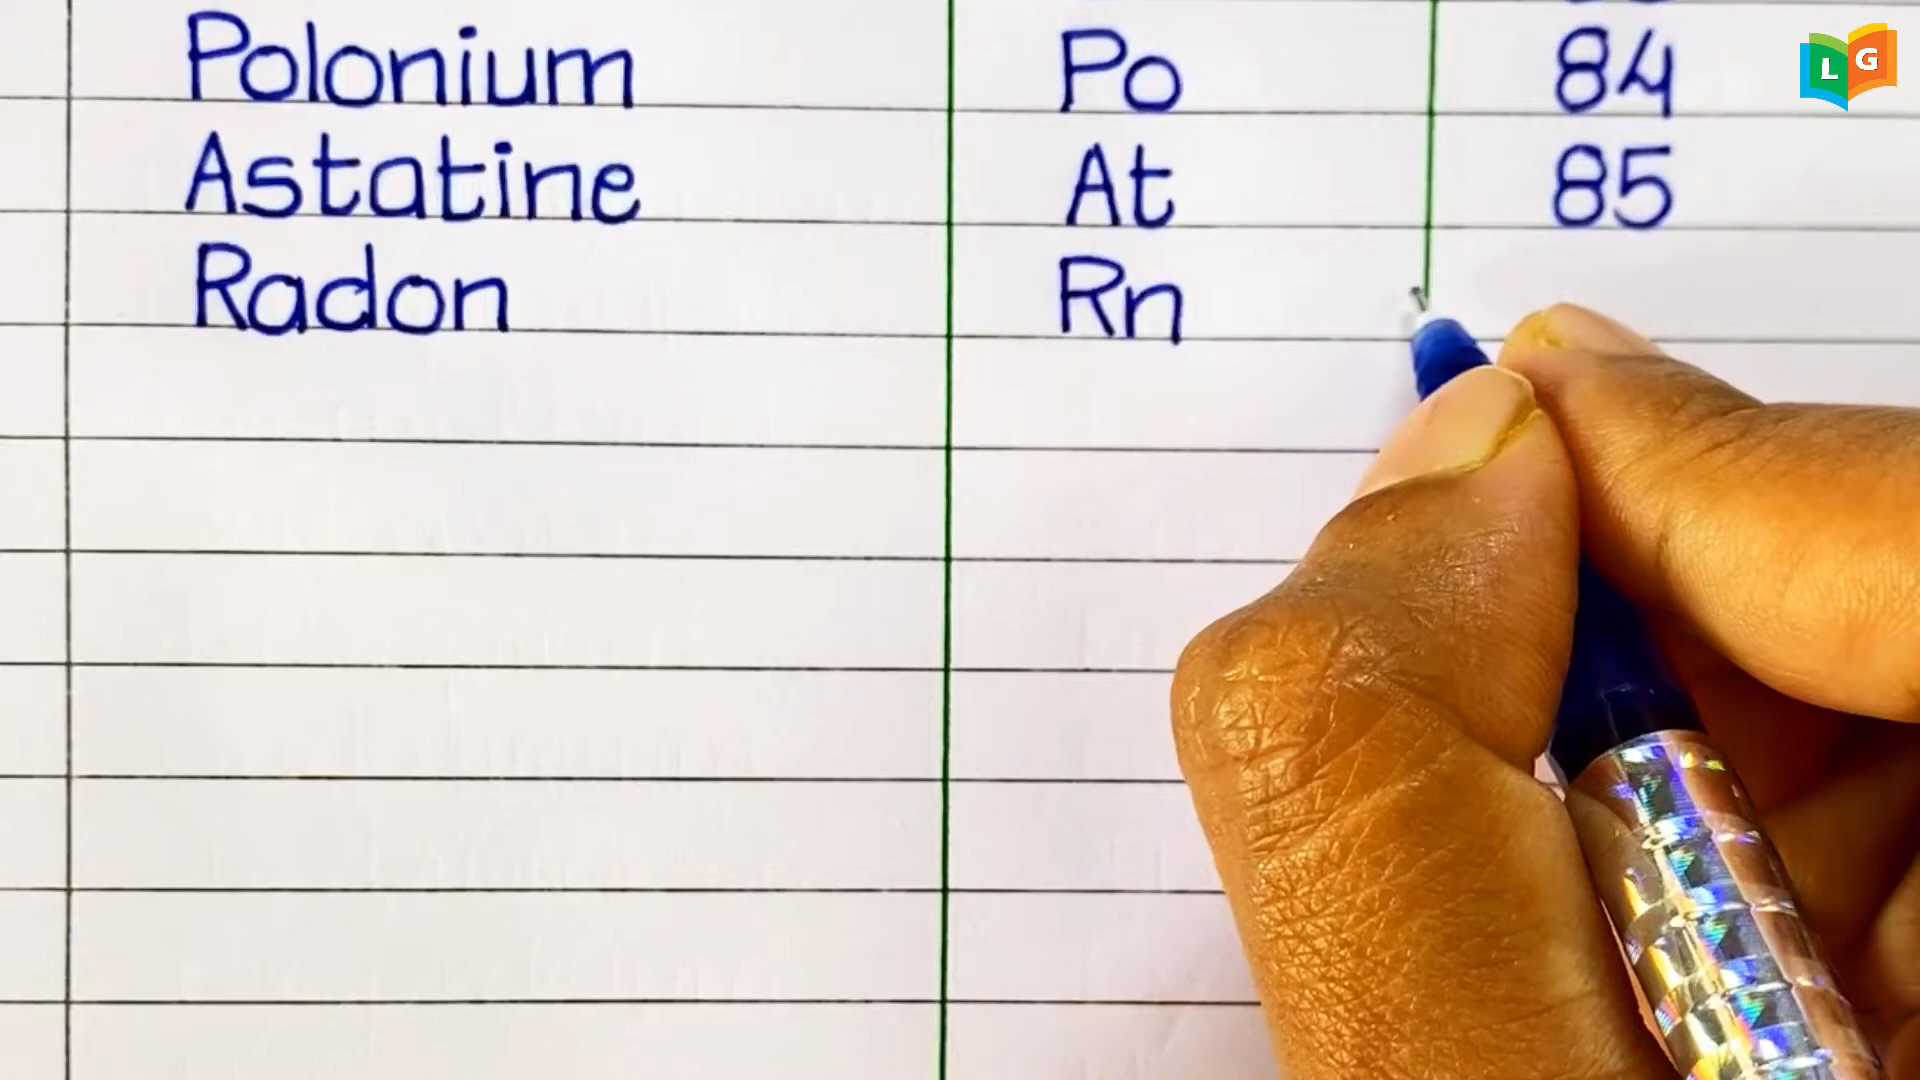 Polonium Po 84
Astatine At 85
Radon Rn
L G